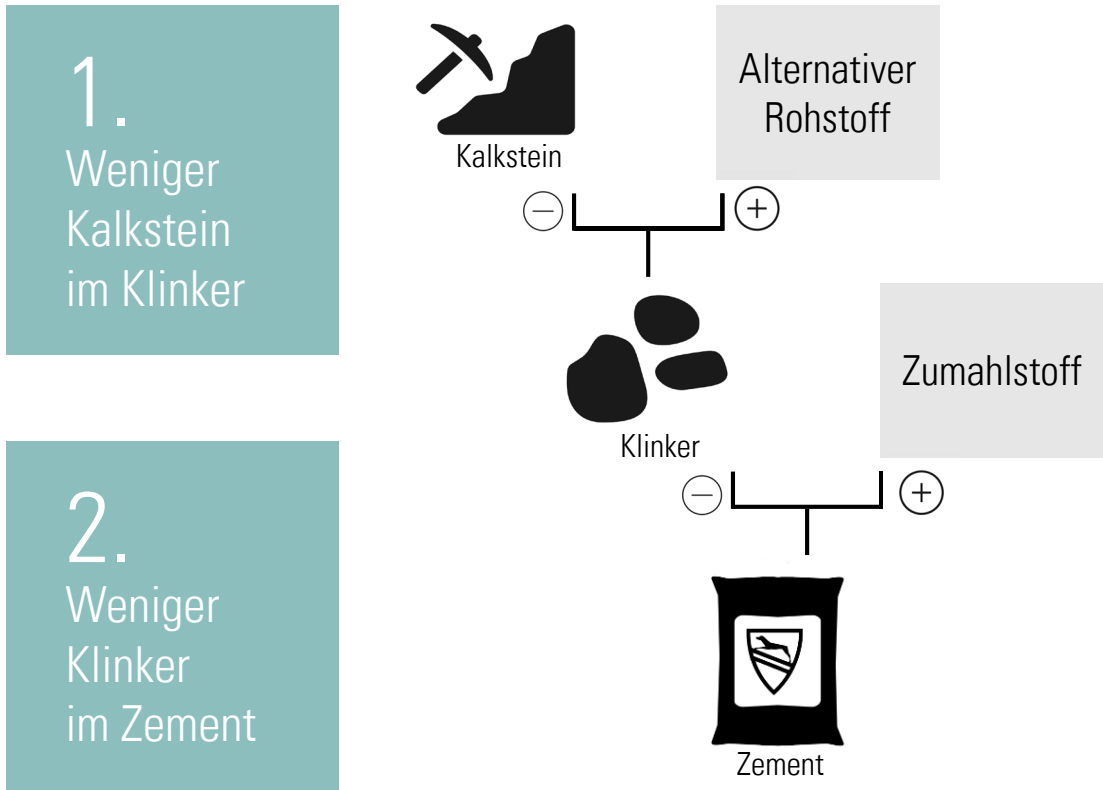 1.
Weniger
Kalkstein
im Klinker
Kalkstein
Alternativer
Rohstoff
−
+
Klinker
Zumahlstoff
2.
Weniger
Klinker
im Zement
−
+
Zement